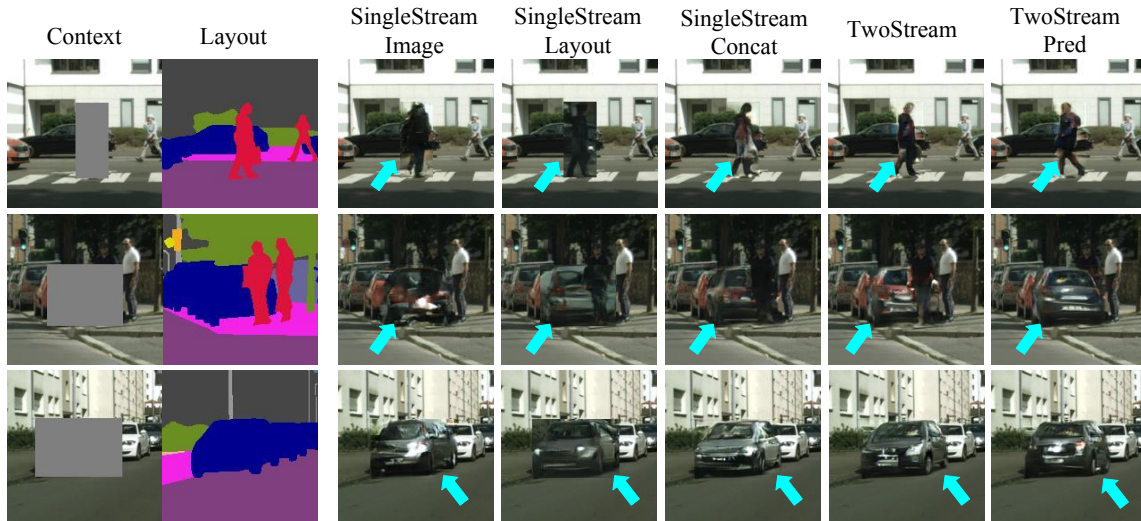 Context
Layout
SingleStream
Image
SingleStream
Layout
SingleStream
Concat
TwoStream
TwoStream
Pred